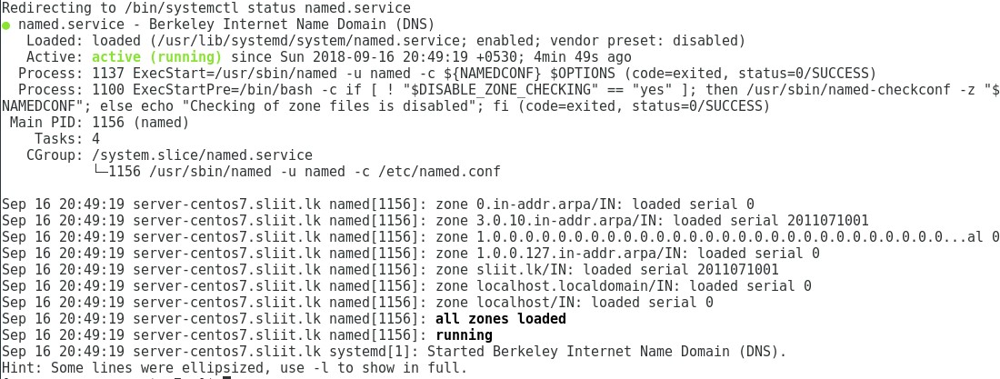 Redirecting to /bin/systemctl status named.service
● named.service - Berkeley Internet Name Domain (DNS)
   Loaded: loaded (/usr/lib/systemd/system/named.service; enabled; vendor preset: disabled)
   Active: active (running) since Sun 2018-09-16 20:49:19 +0530; 4min 49s ago
  Process: 1137 ExecStart=/usr/sbin/named -u named -c ${NAMEDCONF} $OPTIONS (code=exited, status=0/SUCCESS)
  Process: 1100 ExecStartPre=/bin/bash -c if [ ! "$DISABLE_ZONE_CHECKING" == "yes" ]; then /usr/sbin/named-checkconf -z "$
NAMEDCONF"; else echo "Checking of zone files is disabled"; fi (code=exited, status=0/SUCCESS)
 Main PID: 1156 (named)
    Tasks: 4
   CGroup: /system.slice/named.service
           └─1156 /usr/sbin/named -u named -c /etc/named.conf

Sep 16 20:49:19 server-centos7.sliit.lk named[1156]: zone 0.in-addr.arpa/IN: loaded serial 0
Sep 16 20:49:19 server-centos7.sliit.lk named[1156]: zone 3.0.10.in-addr.arpa/IN: loaded serial 2011071001
Sep 16 20:49:19 server-centos7.sliit.lk named[1156]: zone 1.0.0.0.0.0.0.0.0.0.0.0.0.0.0.0.0.0.0.0.0.0.0.0.0.0.0.0.0...al 0
Sep 16 20:49:19 server-centos7.sliit.lk named[1156]: zone 1.0.0.127.in-addr.arpa/IN: loaded serial 0
Sep 16 20:49:19 server-centos7.sliit.lk named[1156]: zone sliit.lk/IN: loaded serial 2011071001
Sep 16 20:49:19 server-centos7.sliit.lk named[1156]: zone localhost.localdomain/IN: loaded serial 0
Sep 16 20:49:19 server-centos7.sliit.lk named[1156]: zone localhost/IN: loaded serial 0
Sep 16 20:49:19 server-centos7.sliit.lk named[1156]: all zones loaded
Sep 16 20:49:19 server-centos7.sliit.lk named[1156]: running
Sep 16 20:49:19 server-centos7.sliit.lk systemd[1]: Started Berkeley Internet Name Domain (DNS).
Hint: Some lines were ellipsized, use -l to show in full.